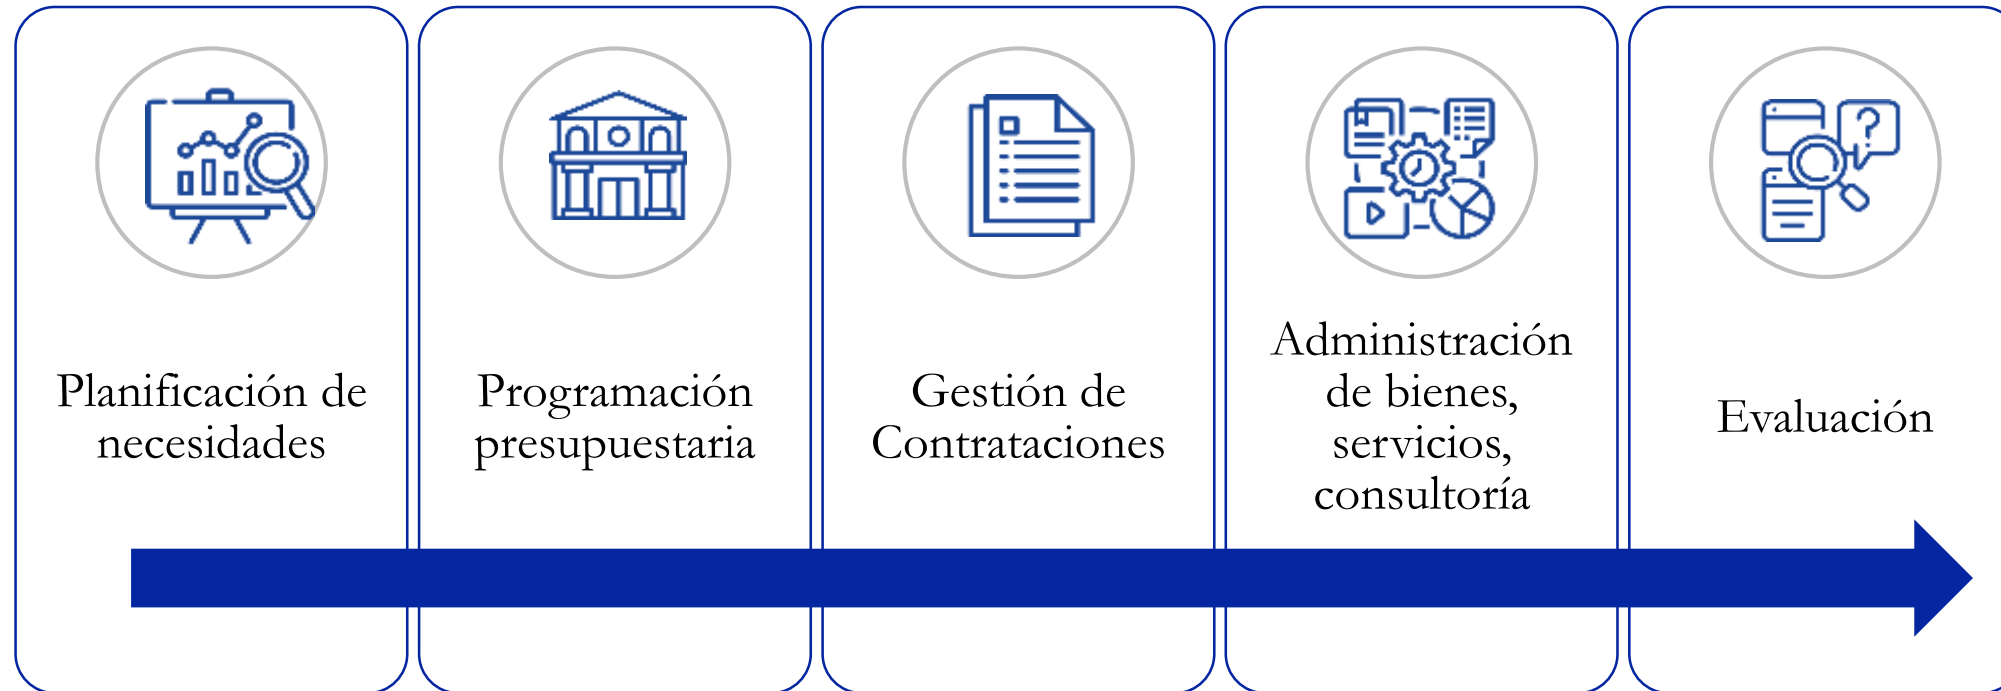 Planificación de
necesidades
Programación
presupuestaria
Gestión de
Contrataciones
Administración
de bienes,
servicios,
consultoría
Evaluación
?